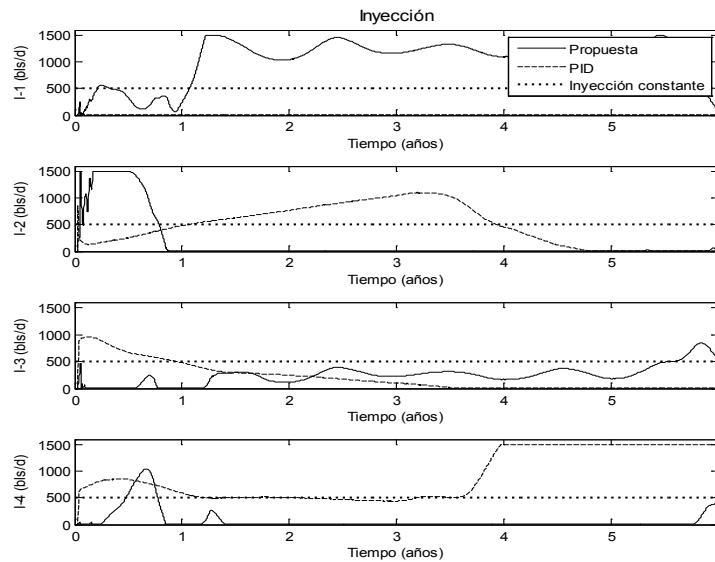 Inyección
1500
1000
500
0
I-1 (bls/d)
Propuesta
PID
Inyección constante
0 1 2 3 4 5
Tiempo (años)
1500
1000
500
0
I-2 (bls/d)
0 1 2 3 4 5
Tiempo (años)
1500
1000
500
0
I-3 (bls/d)
0 1 2 3 4 5
Tiempo (años)
1500
1000
500
0
I-4 (bls/d)
0 1 2 3 4 5
Tiempo (años)